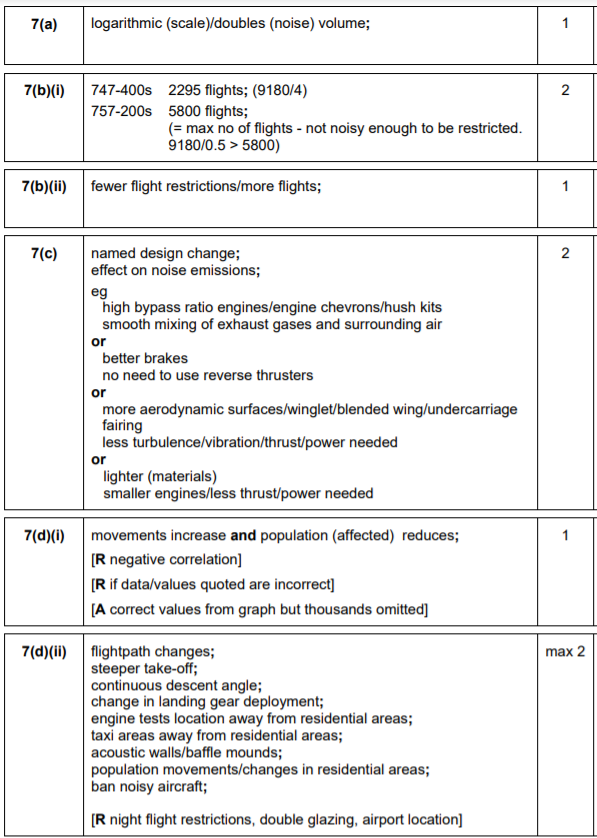 7(a) logarithmic (scale)/doubles (noise) volume; 1
7(b)(i) 747-400s 2295 flights; (9180/4) 2
757-200s 5800 flights;
(= max no of flights - not noisy enough to be restricted.
9180/0.5 > 5800)
7(b)(ii) fewer flight restrictions/more flights; 1
7(c) named design change; 2
effect on noise emissions;
eg
high bypass ratio engines/engine chevrons/hush kits
smooth mixing of exhaust gases and surrounding air
or
better brakes
no need to use reverse thrusters
or
more aerodynamic surfaces/winglet/blended wing/undercarriage
fairing
less turbulence/vibration/thrust/power needed
or
lighter (materials)
smaller engines/less thrust/power needed
7(d)(i) movements increase and population (affected) reduces; 1
[R negative correlation]
[R if data/values quoted are incorrect]
[A correct values from graph but thousands omitted]
7(d)(ii) flightpath changes; max 2
steeper take-off;
continuous descent angle;
change in landing gear deployment;
engine tests location away from residential areas;
taxi areas away from residential areas;
acoustic walls/baffle mounds;
population movements/changes in residential areas;
ban noisy aircraft;
[R night flight restrictions, double glazing, airport location]